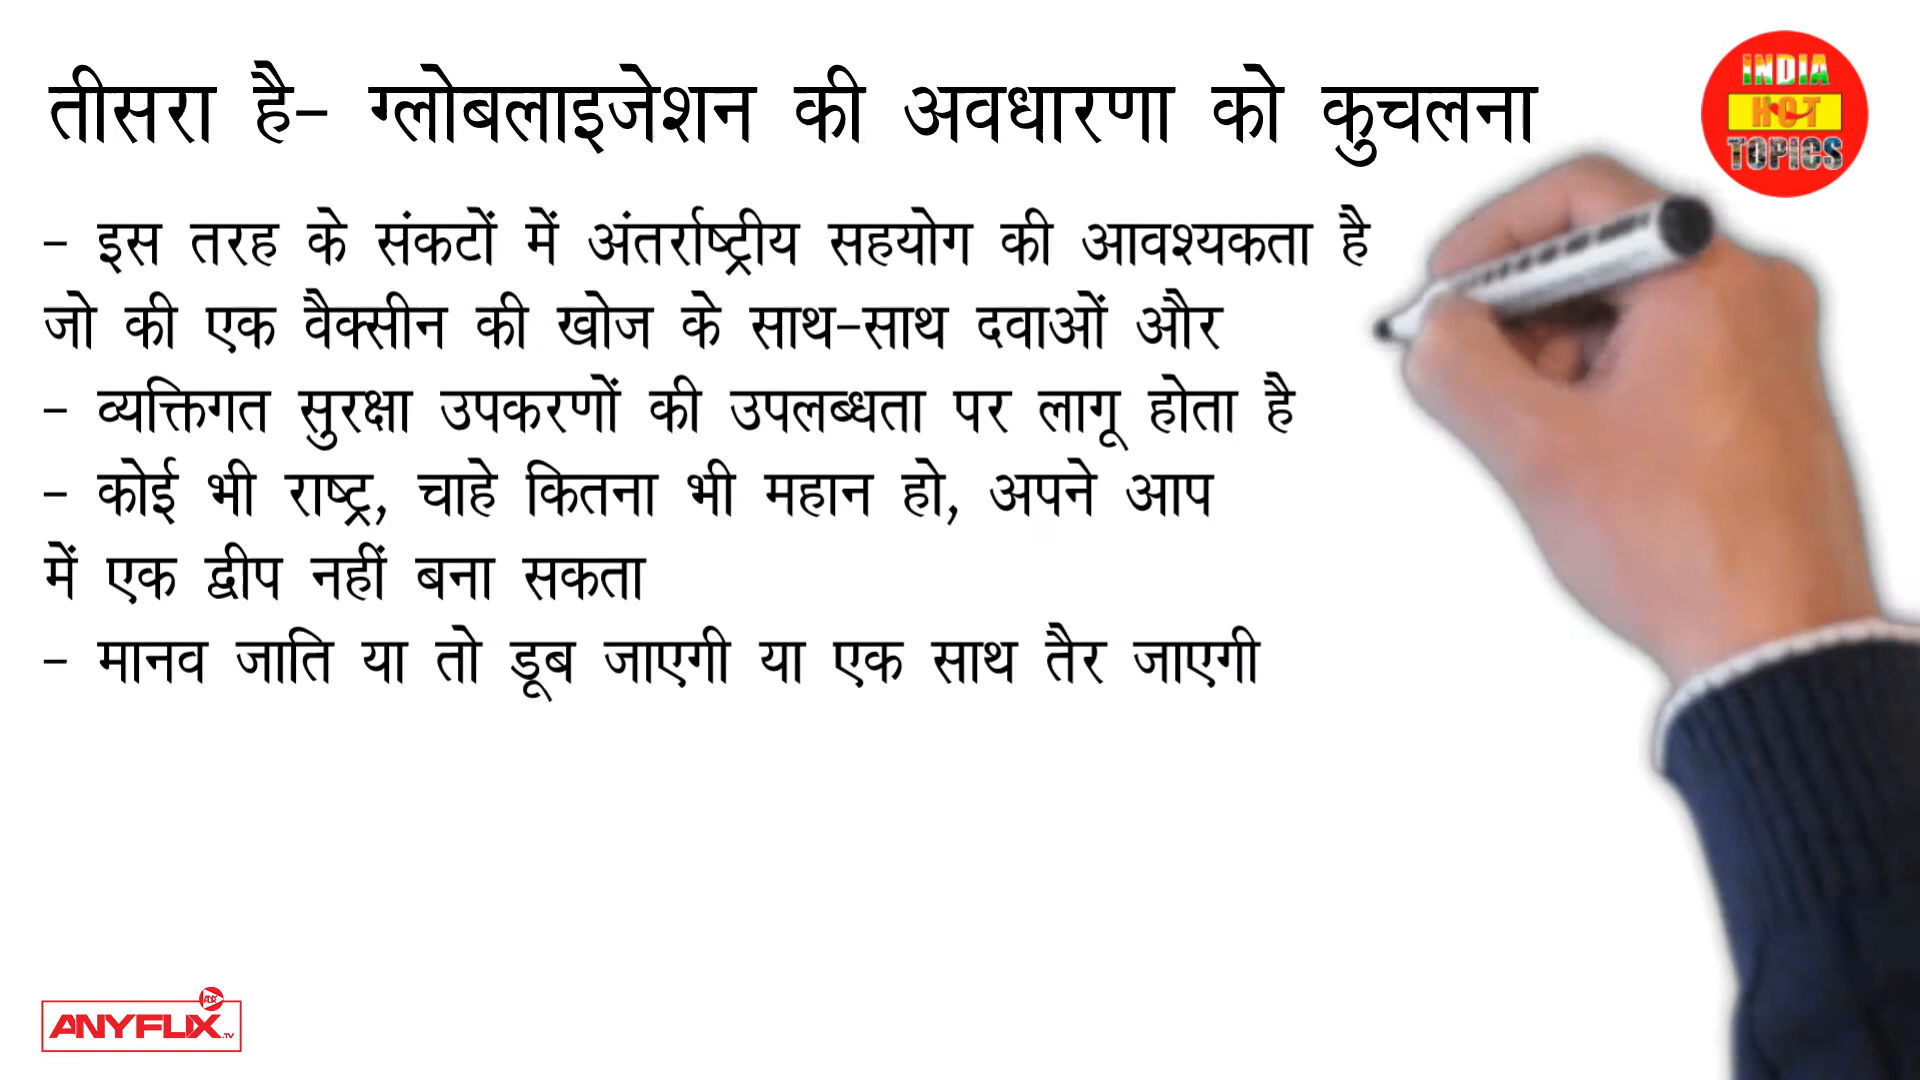 तीसरा है- ग्लोबलाइजेशन की अवधारणा को कुचलना
INDIA
HOT
TOPICS
- इस तरह के संकटों में अंतर्राष्ट्रीय सहयोग की आवश्यकता है
जो की एक वैक्सीन की खोज के साथ-साथ दवाओं और
- व्यक्तिगत सुरक्षा उपकरणों की उपलब्धता पर लागू होता है
- कोई भी राष्ट्र, चाहे कितना भी महान हो, अपने आप
में एक द्वीप नहीं बना सकता
- मानव जाति या तो डूब जाएगी या एक साथ तैर जाएगी
ANYFLIX.TV